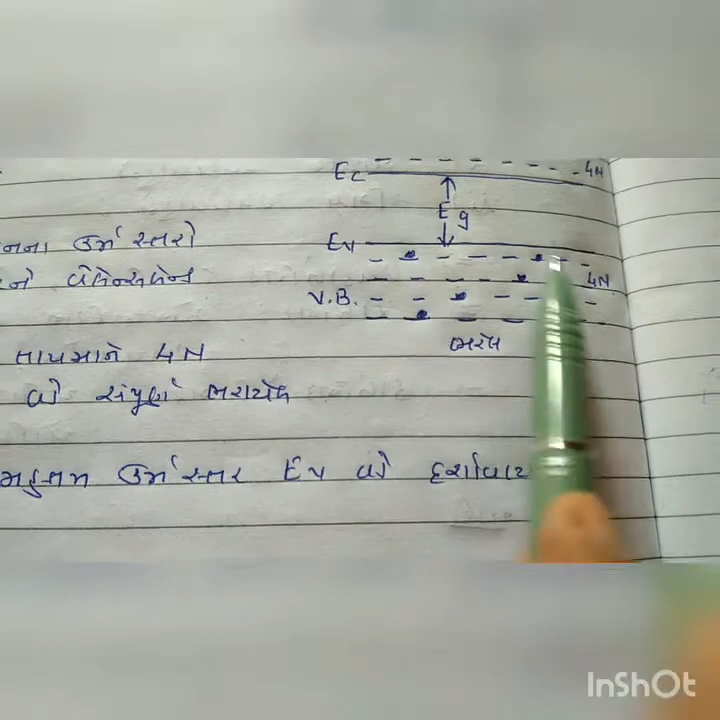 Ec 4N
Eg
નના ઊર્જા સ્તરો
Ev
ને વેલેન્સબેન્ડ
4N
V.B.
તાપમાને 4N
ભરેલ
થી સંપૂર્ણ ભરાયેલ
મહત્તમ ઊર્જાસ્તર Ev વડે દર્શાવાય
InShOt